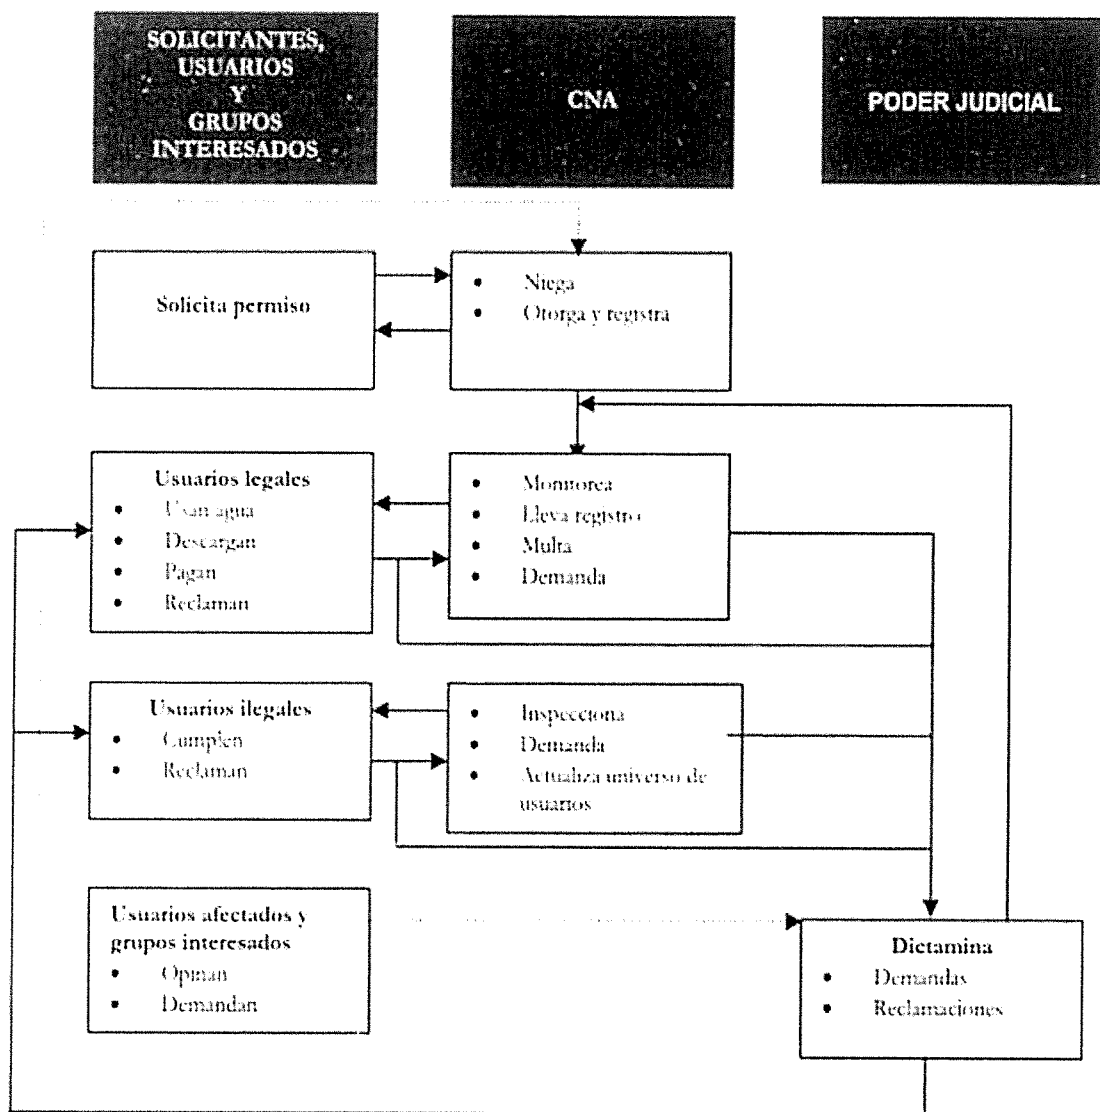 SOLICITANTES,
USUARIOS
Y
GRUPOS
INTERESADOS
CNA
PODER JUDICIAL
Solicita permiso
• Niega
• Otorga y registra
Usuarios legales
• Usan agua
• Descargan
• Pagan
• Reclaman
• Monitorea
• Lleva registro
• Multa
• Demanda
Usuarios ilegales
• Cumplen
• Reclaman
• Inspecciona
• Demanda
• Actualiza universo de
usuarios
Usuarios afectados y
grupos interesados
• Opinan
• Demandan
Dictamina
• Demandas
• Reclamaciones